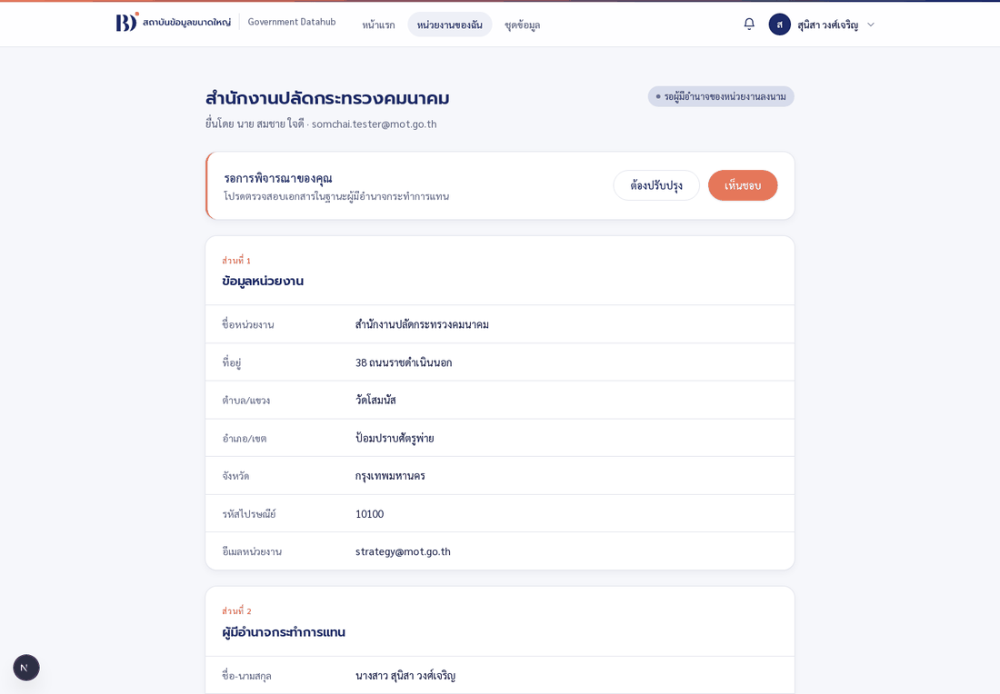 BD สถาบันข้อมูลขนาดใหญ่ Government Datahub หน้าแรก หน่วยงานของฉัน ชุดข้อมูล ส สุนิสา วงศ์เจริญ
สำนักงานปลัดกระทรวงคมนาคม
รอผู้มีอำนาจของหน่วยงานลงนาม
ยื่นโดย นาย สมชาย ใจดี · somchai.tester@mot.go.th
รอการพิจารณาของคุณ
โปรดตรวจสอบเอกสารในฐานะผู้มีอำนาจกระทำการแทน
ต้องปรับปรุง เห็นชอบ
ส่วนที่ 1
ข้อมูลหน่วยงาน
ชื่อหน่วยงาน สำนักงานปลัดกระทรวงคมนาคม
ที่อยู่ 38 ถนนราชดำเนินนอก
ตำบล/แขวง วัดโสมนัส
อำเภอ/เขต ป้อมปราบศัตรูพ่าย
จังหวัด กรุงเทพมหานคร
รหัสไปรษณีย์ 10100
อีเมลหน่วยงาน strategy@mot.go.th
ส่วนที่ 2
ผู้มีอำนาจกระทำการแทน
ชื่อ-นามสกุล นางสาว สุนิสา วงศ์เจริญ
N